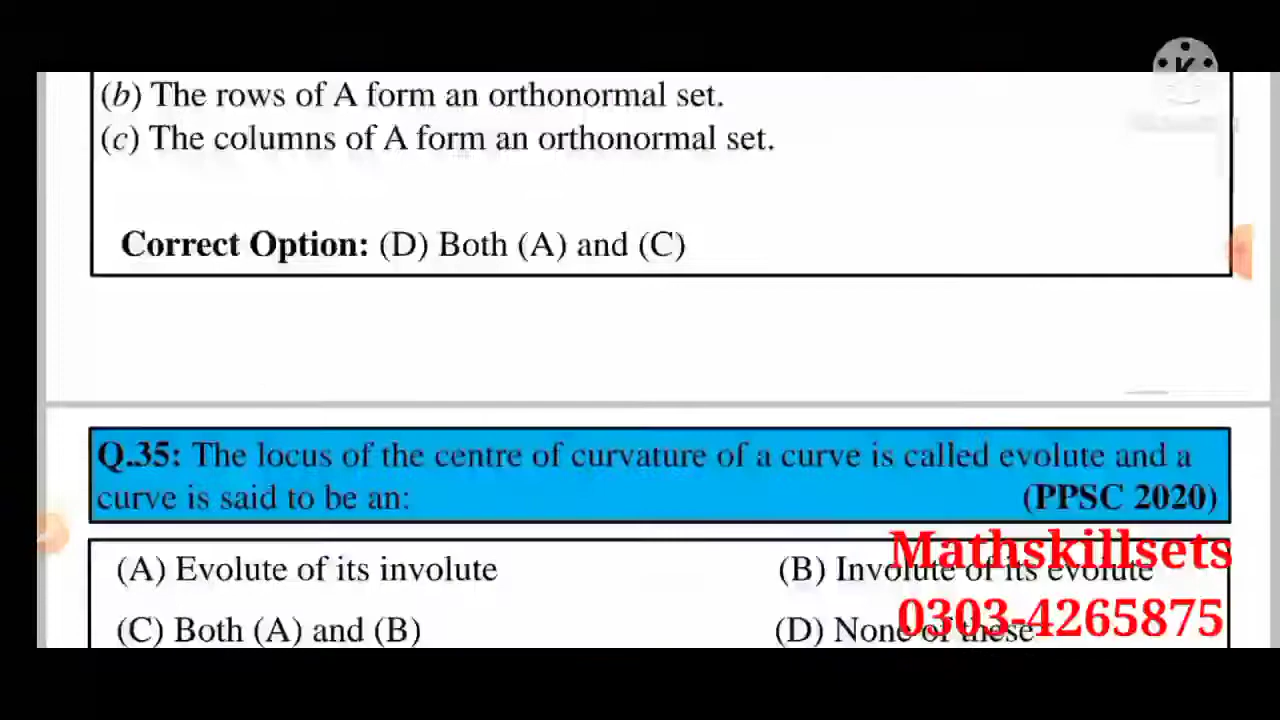 (b) The rows of A form an orthonormal set.
(c) The columns of A form an orthonormal set.
Correct Option: (D) Both (A) and (C)
Q.35: The locus of the centre of curvature of a curve is called evolute and a
curve is said to be an: (PPSC 2020)
(A) Evolute of its involute (B) Involute of its evolute
(C) Both (A) and (B) (D) None of these
Mathskillsets
0303-4265875